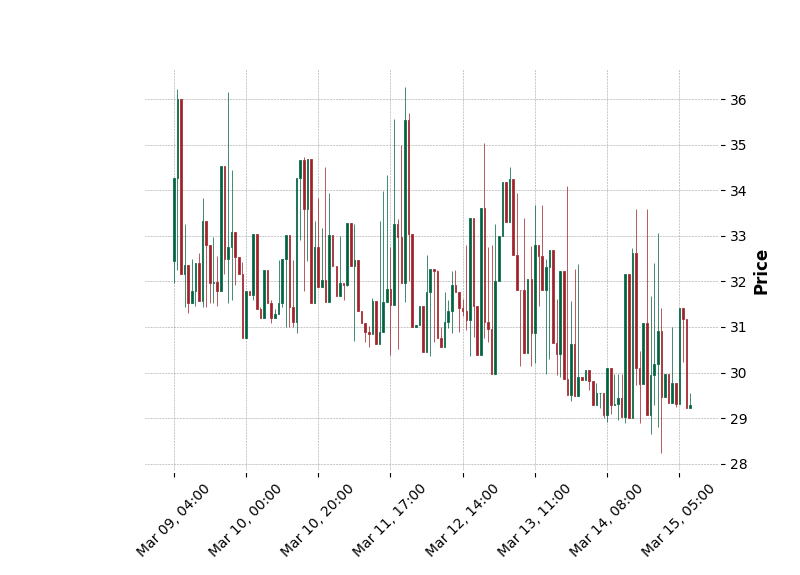 36
35
34
33
32
31
30
29
28
Price
Mar 09, 04:00
Mar 10, 00:00
Mar 10, 20:00
Mar 11, 17:00
Mar 12, 14:00
Mar 13, 11:00
Mar 14, 08:00
Mar 15, 05:00